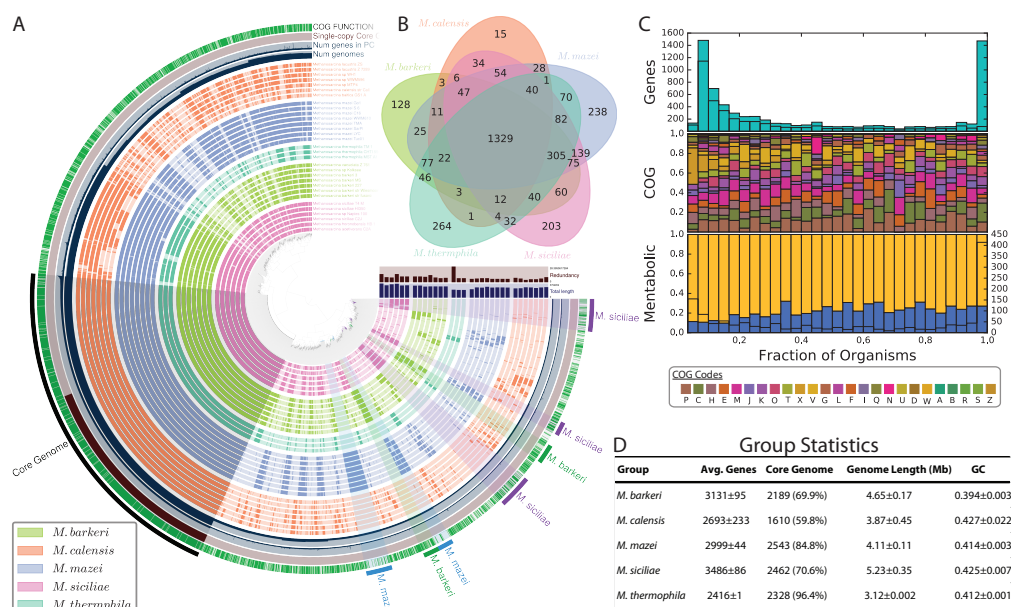 A
COG FUNCTION
Single-copy Core
Num genes in PC
Num genomes
Core Genome
M. siciliae
M. siciliae
M. barkeri
M. siciliae
M. mazei
M. barkeri
M. maz
M. barkeri
M. calensis
M. mazei
M. siciliae
M. thermphila
Redundancy
Total length
B
M. calensis
M. barkeri
M. mazei
M. thermphila
M. siciliae
15
34
54
28
1
6
3
47
40
70
128
11
82
238
25
1329
77
22
305
139
75
46
3
12
40
60
264
1
4
32
203
C
Genes
1600
1400
1200
1000
800
600
400
200
COG
1,0
0.8
0.6
0.4
0.2
Mentabolic
1,0
0.8
0.6
0.4
0.2
0,0
450
400
350
300
250
200
150
100
50
0
0.2
0.4
0.6
0.8
1.0
Fraction of Organisms
COG Codes
P C H E M J K O T X V G L F I Q N U D W A B R S Z
D
Group Statistics
Group Avg. Genes Core Genome Genome Length (Mb) GC
M. barkeri 3131±95 2189 (69.9%) 4.65±0.17 0.394±0.003
M. calensis 2693±233 1610 (59.8%) 3.87±0.45 0.427±0.022
M. mazei 2999±44 2543 (84.8%) 4.11±0.11 0.414±0.003
M. siciliae 3486±86 2462 (70.6%) 5.23±0.35 0.425±0.007
M. thermophila 2416±1 2328 (96.4%) 3.12±0.002 0.412±0.001